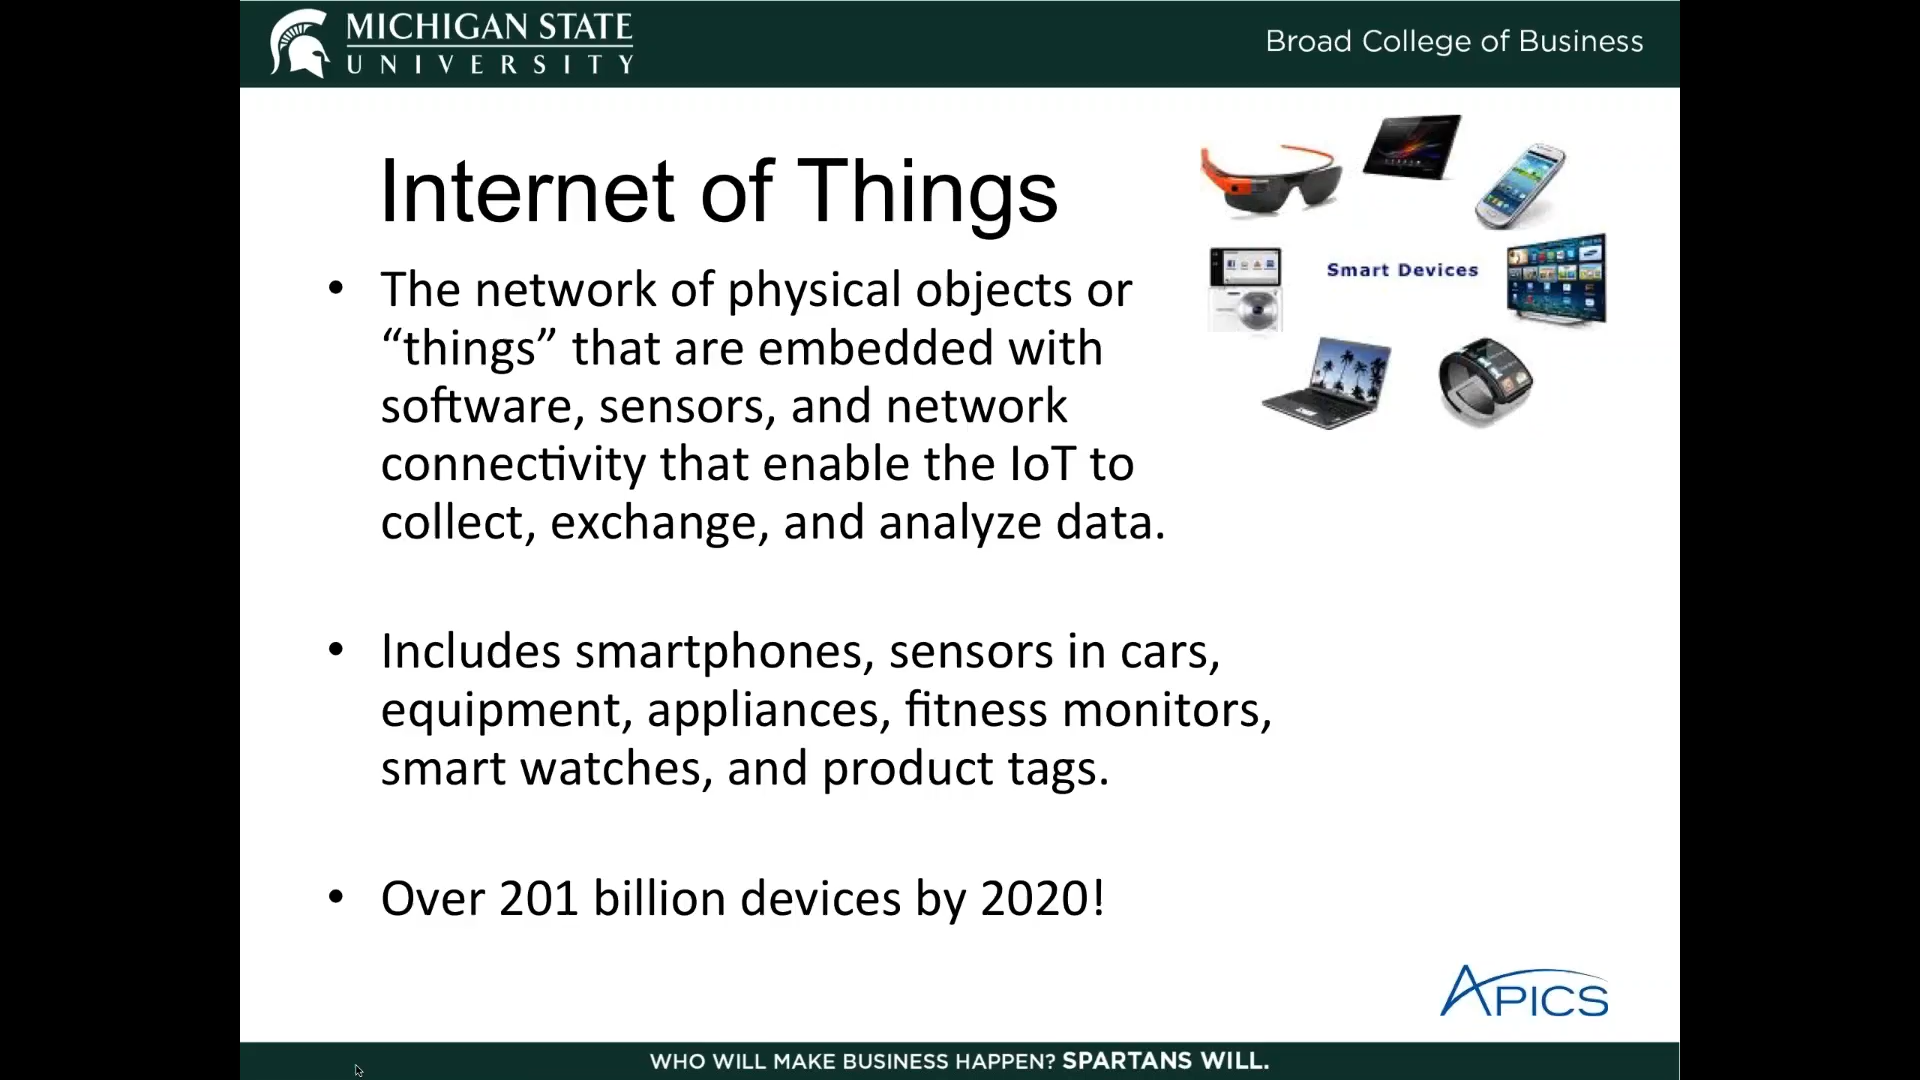 MICHIGAN STATE
UNIVERSITY
Broad College of Business
Internet of Things
Smart Devices
• The network of physical objects or
“things” that are embedded with
software, sensors, and network
connectivity that enable the IoT to
collect, exchange, and analyze data.
• Includes smartphones, sensors in cars,
equipment, appliances, fitness monitors,
smart watches, and product tags.
• Over 201 billion devices by 2020!
APICS
WHO WILL MAKE BUSINESS HAPPEN? SPARTANS WILL.